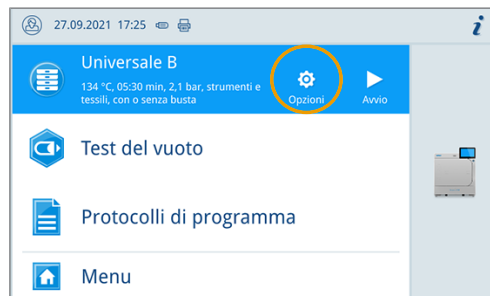 27.09.2021 17:25
i
Universale B
134 °C, 05:30 min, 2,1 bar, strumenti e
tessili, con o senza busta
Opzioni
Avvio
Test del vuoto
Protocolli di programma
Menu